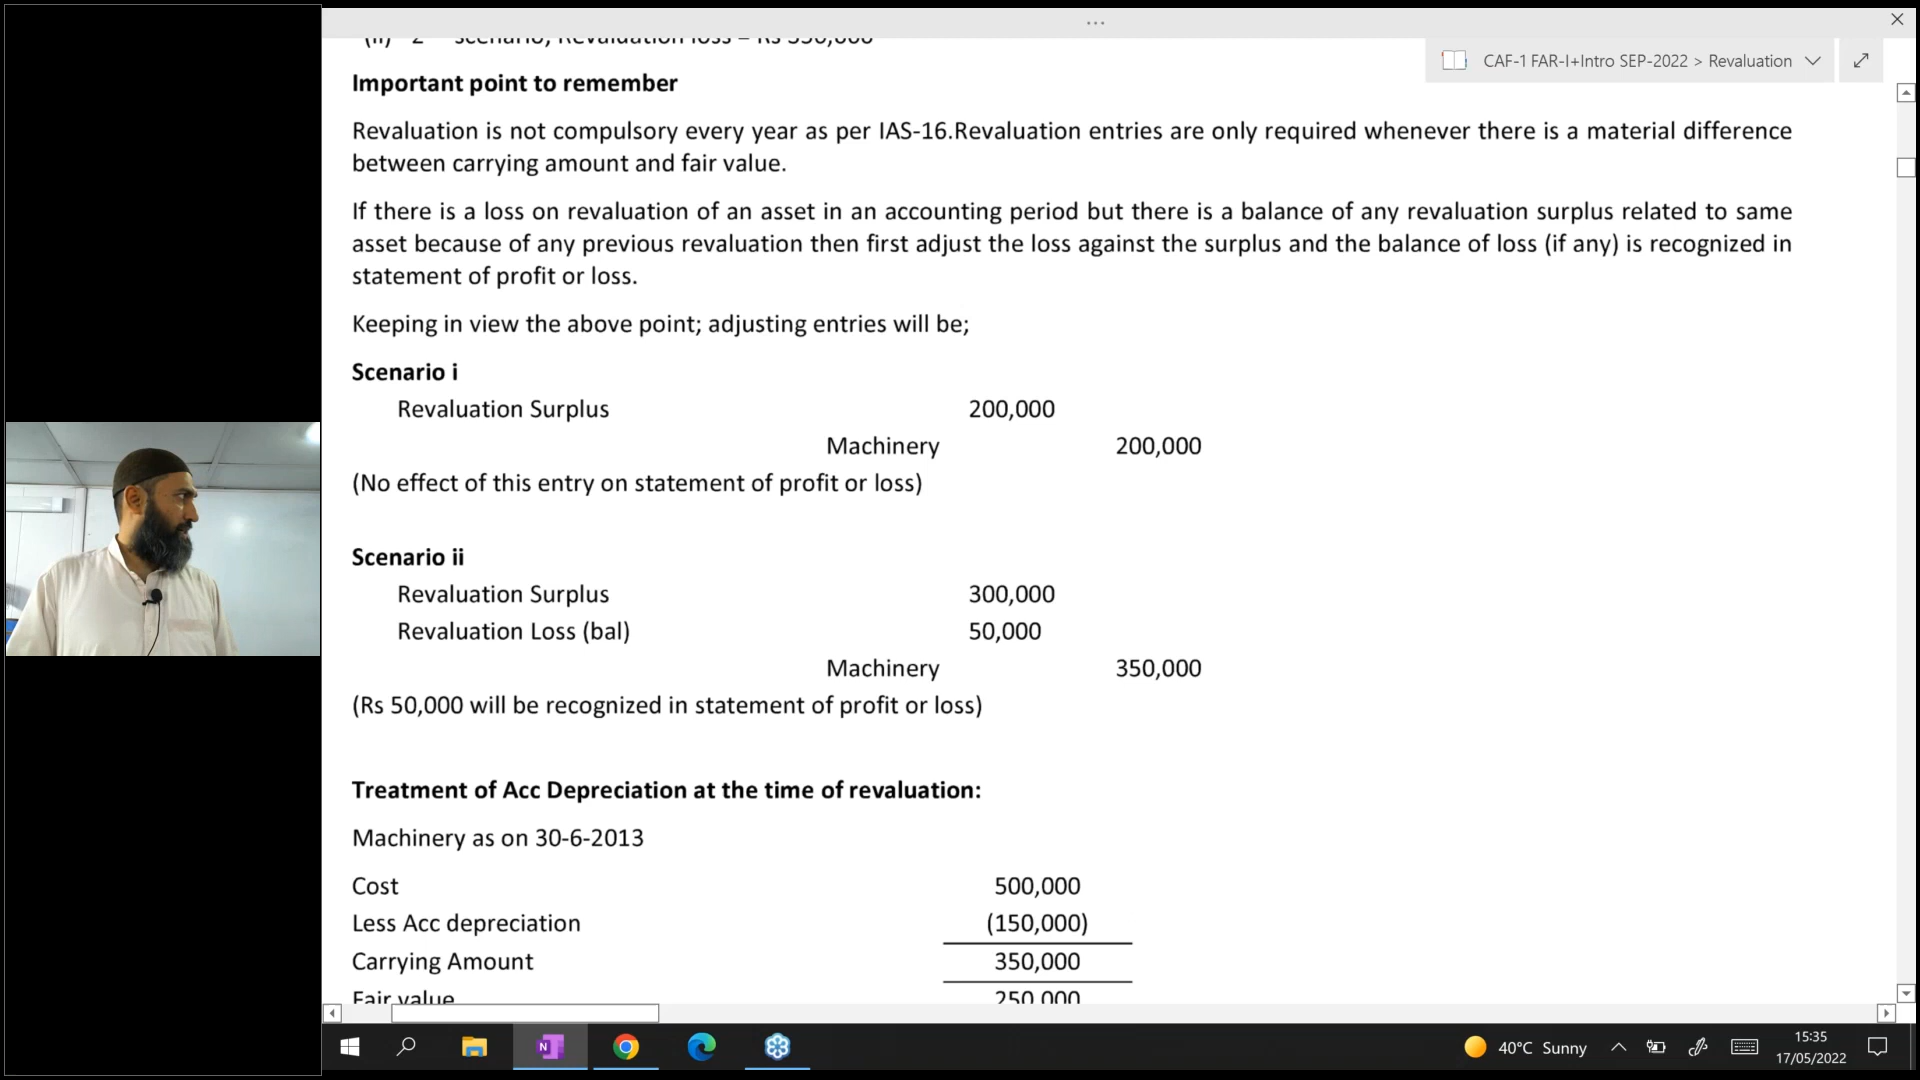 CAF-1 FAR-I+Intro SEP-2022 > Revaluation
Important point to remember
Revaluation is not compulsory every year as per IAS-16.Revaluation entries are only required whenever there is a material difference
between carrying amount and fair value.
If there is a loss on revaluation of an asset in an accounting period but there is a balance of any revaluation surplus related to same
asset because of any previous revaluation then first adjust the loss against the surplus and the balance of loss (if any) is recognized in
statement of profit or loss.
Keeping in view the above point; adjusting entries will be;
Scenario i
Revaluation Surplus 200,000
Machinery 200,000
(No effect of this entry on statement of profit or loss)
Scenario ii
Revaluation Surplus 300,000
Revaluation Loss (bal) 50,000
Machinery 350,000
(Rs 50,000 will be recognized in statement of profit or loss)
Treatment of Acc Depreciation at the time of revaluation:
Machinery as on 30-6-2013
Cost 500,000
Less Acc depreciation (150,000)
Carrying Amount 350,000
Fair value 250,000
N
40°C Sunny
15:35
17/05/2022